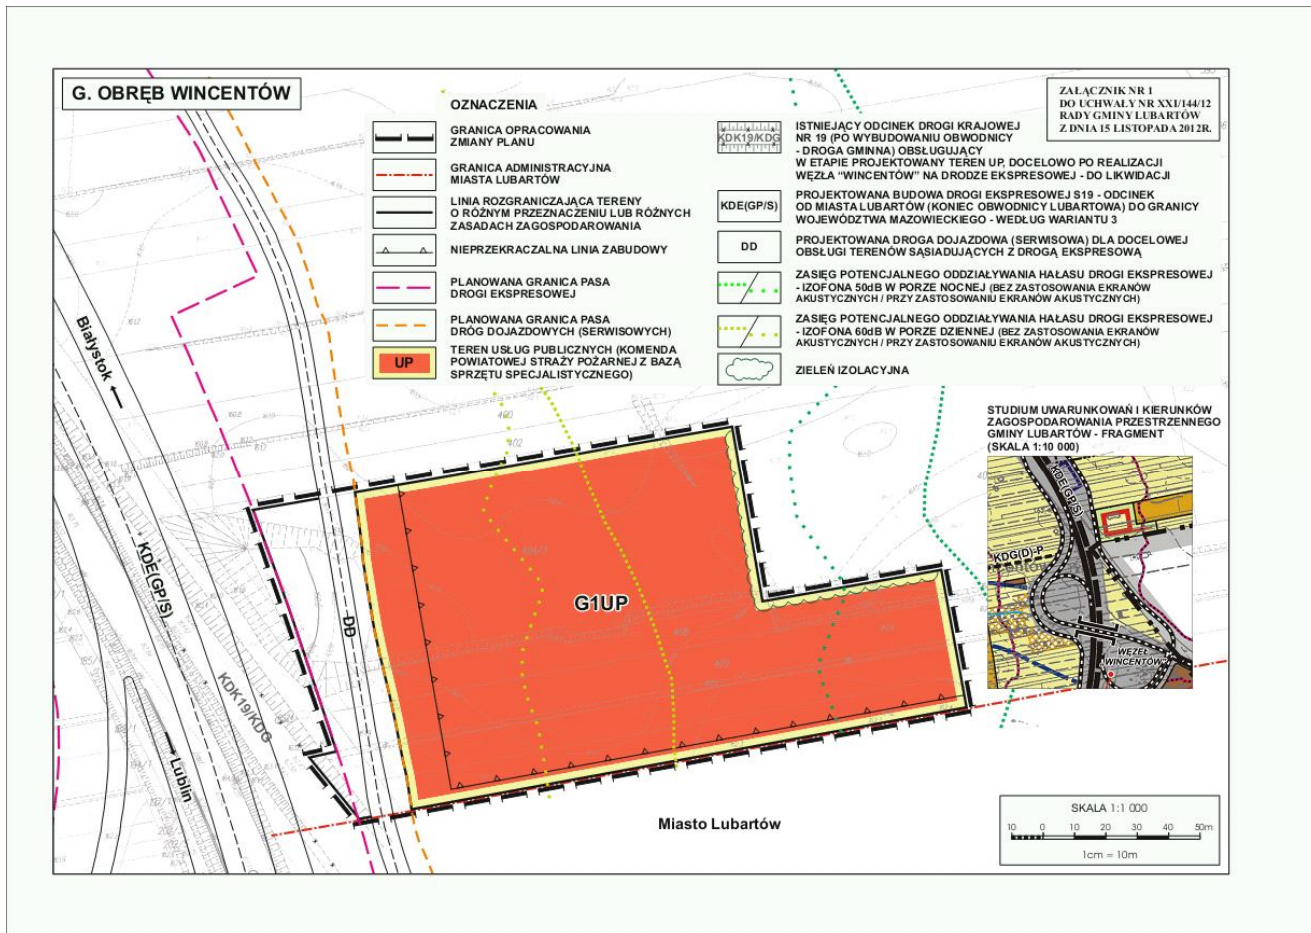 G. OBRĘB WINCENTÓW
ZAŁĄCZNIK NR 1
DO UCHWAŁY NR XXI/144/12
RADY GMINY LUBARTÓW
Z DNIA 15 LISTOPADA 2012R.
OZNACZENIA
GRANICA OPRACOWANIA
ZMIANY PLANU
GRANICA ADMINISTRACYJNA
MIASTA LUBARTÓW
LINIA ROZGRANICZAJĄCA TERENY
O RÓŻNYM PRZEZNACZENIU LUB RÓŻNYCH
ZASADACH ZAGOSPODAROWANIA
NIEPRZEKRACZALNA LINIA ZABUDOWY
PLANOWANA GRANICA PASA
DROGI EKSPRESOWEJ
PLANOWANA GRANICA PASA
DRÓG DOJAZDOWYCH (SERWISOWYCH)
UP
TEREN USŁUG PUBLICZNYCH (KOMENDA
POWIATOWEJ STRAŻY POŻARNEJ Z BAZĄ
SPRZĘTU SPECJALISTYCZNEGO)
KDK19/KDG
ISTNIEJĄCY ODCINEK DROGI KRAJOWEJ
NR 19 (PO WYBUDOWANIU OBWODNICY
- DROGA GMINNA) OBSŁUGUJĄCY
W ETAPIE PROJEKTOWANY TEREN UP, DOCELOWO PO REALIZACJI
WĘZŁA "WINCENTÓW" NA DRODZE EKSPRESOWEJ - DO LIKWIDACJI
KDE(GP/S)
PROJEKTOWANA BUDOWA DROGI EKSPRESOWEJ S19 - ODCINEK
OD MIASTA LUBARTÓW (KONIEC OBWODNICY LUBARTOWA) DO GRANICY
WOJEWÓDZTWA MAZOWIECKIEGO - WEDŁUG WARIANTU 3
DD
PROJEKTOWANA DROGA DOJAZDOWA (SERWISOWA) DLA DOCELOWEJ
OBSŁUGI TERENÓW SĄSIADUJĄCYCH Z DROGĄ EKSPRESOWĄ
ZASIĘG POTENCJALNEGO ODDZIAŁYWANIA HAŁASU DROGI EKSPRESOWEJ
- IZOFONA 50dB W PORZE NOCNEJ (BEZ ZASTOSOWANIA EKRANÓW
AKUSTYCZNYCH / PRZY ZASTOSOWANIU EKRANÓW AKUSTYCZNYCH)
ZASIĘG POTENCJALNEGO ODDZIAŁYWANIA HAŁASU DROGI EKSPRESOWEJ
- IZOFONA 60dB W PORZE DZIENNEJ (BEZ ZASTOSOWANIA EKRANÓW
AKUSTYCZNYCH / PRZY ZASTOSOWANIU EKRANÓW AKUSTYCZNYCH)
ZIELEŃ IZOLACYJNA
STUDIUM UWARUNKOWAŃ I KIERUNKÓW
ZAGOSPODAROWANIA PRZESTRZENNEGO
GMINY LUBARTÓW - FRAGMENT
(SKALA 1:10 000)
KDE(GP/S)
KDG(D)-P
WĘZEŁ
"WINCENTÓW"
Białystok
KDE(GP/S)
KDK19/KDG
Lublin
DD
G1UP
400
402
Miasto Lubartów
SKALA 1:1 000
10 0 10 20 30 40 50m
1cm = 10m